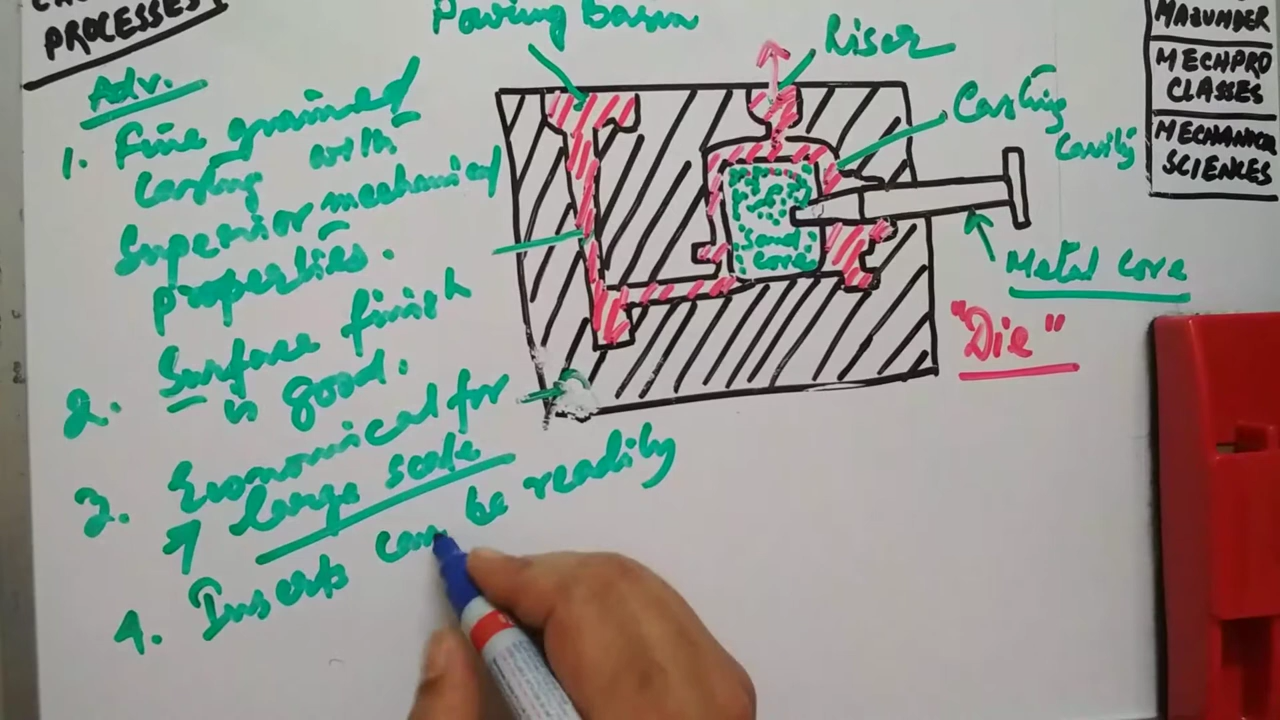 PROCESSES
Pouring basin
Riser
Casting
cavity
Metal core
"Die"
Sand
core
MAZUMDER
MECHPRO
CLASSES
MECHANICAL
SCIENCES
Adv.
1. Fine grained
casting with
superior mechanical
properties.
2. Surface finish
is good.
3. Economical for
large scale
4. Inserts can be readily